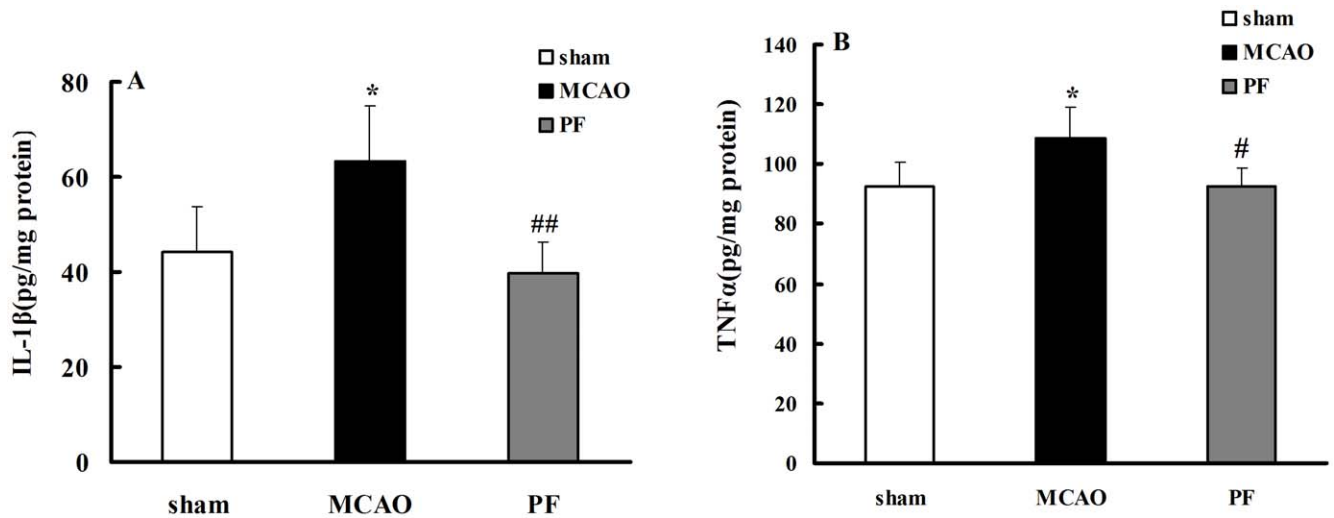 A
sham
MCAO
PF
IL-1β(pg/mg protein)
80
60
40
20
0
*
##
sham MCAO PF
B
sham
MCAO
PF
TNFα(pg/mg protein)
140
120
100
80
60
40
20
0
*
#
sham MCAO PF